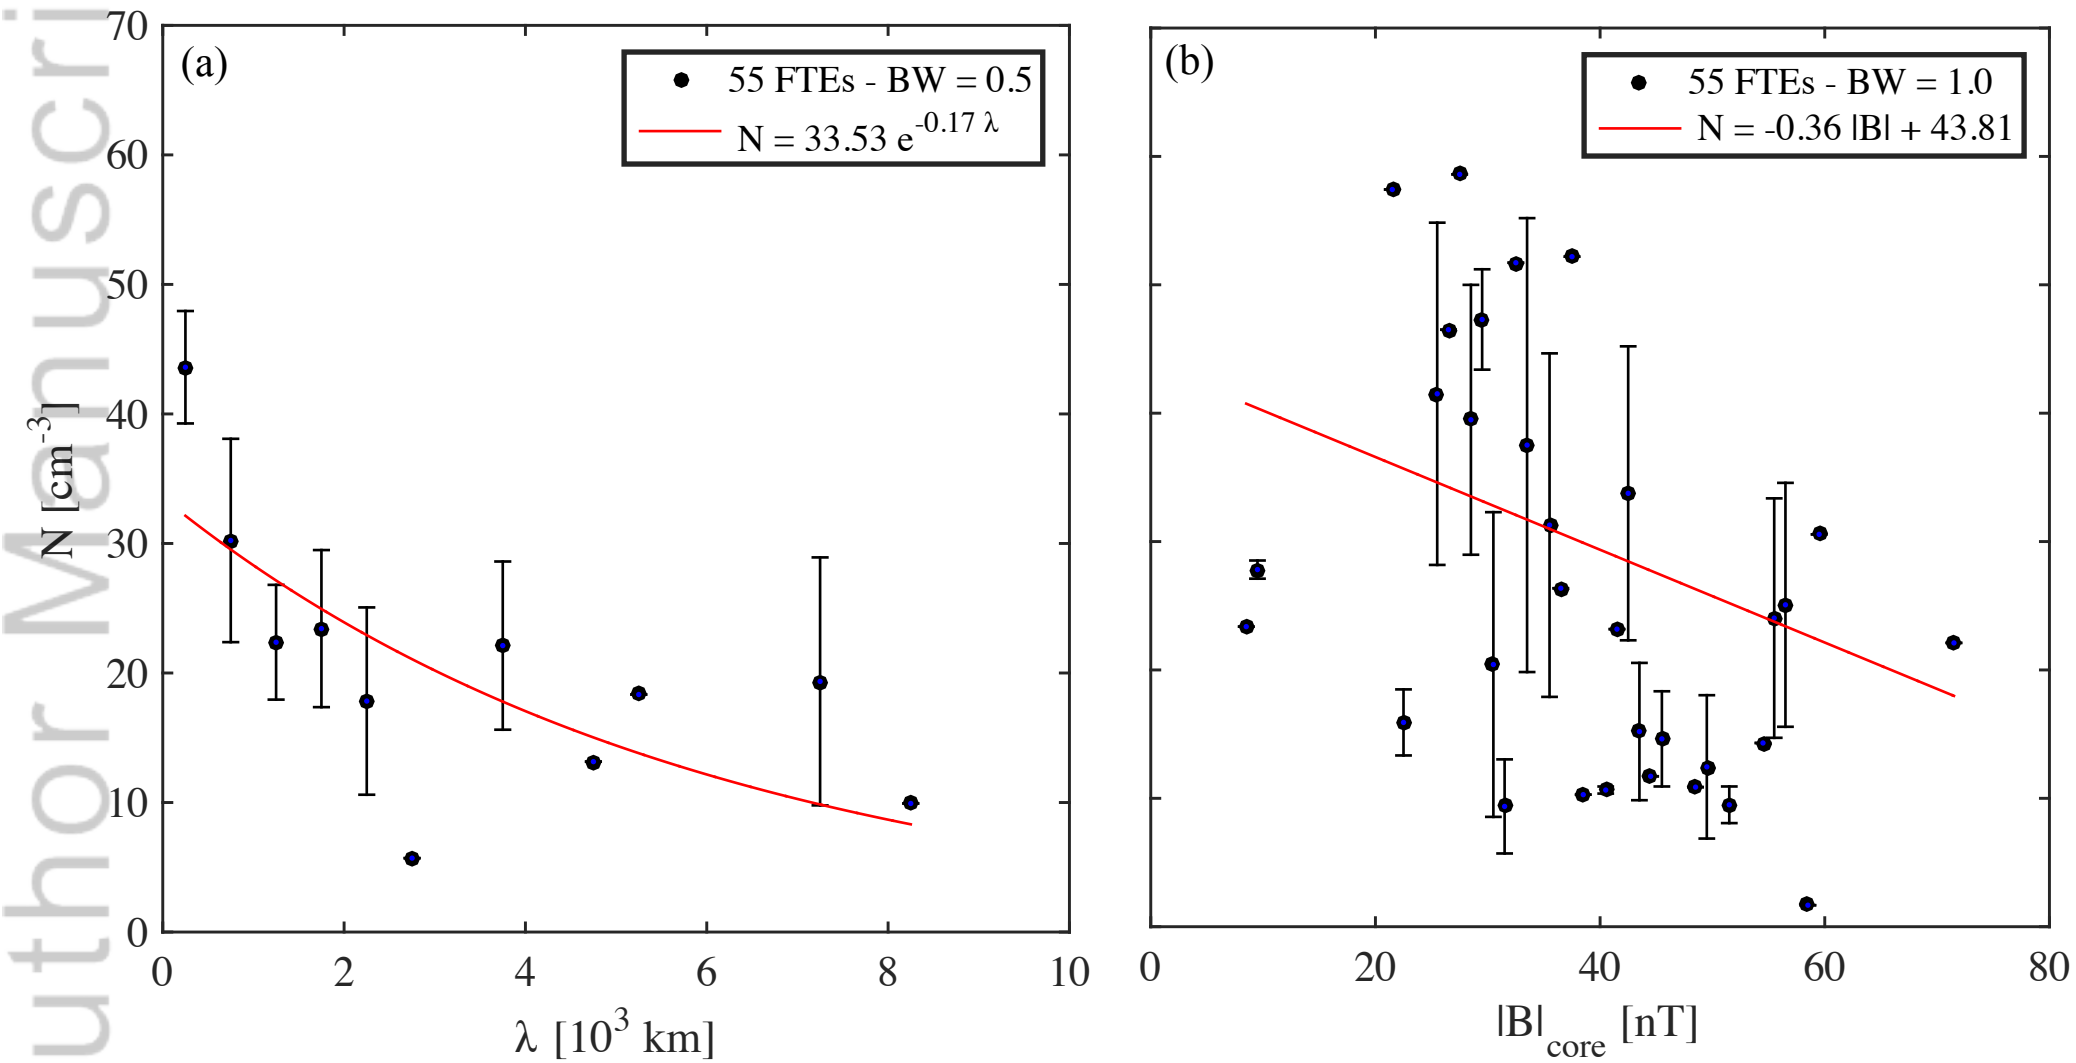 uthor Manuscri
(a)
55 FTEs - BW = 0.5
N = 33.53 e^-0.17 λ
70
60
50
40
30
20
10
0
N [cm^-3]
0 2 4 6 8 10
λ [10^3 km]
(b)
55 FTEs - BW = 1.0
N = -0.36 |B| + 43.81
0 20 40 60 80
|B|core [nT]